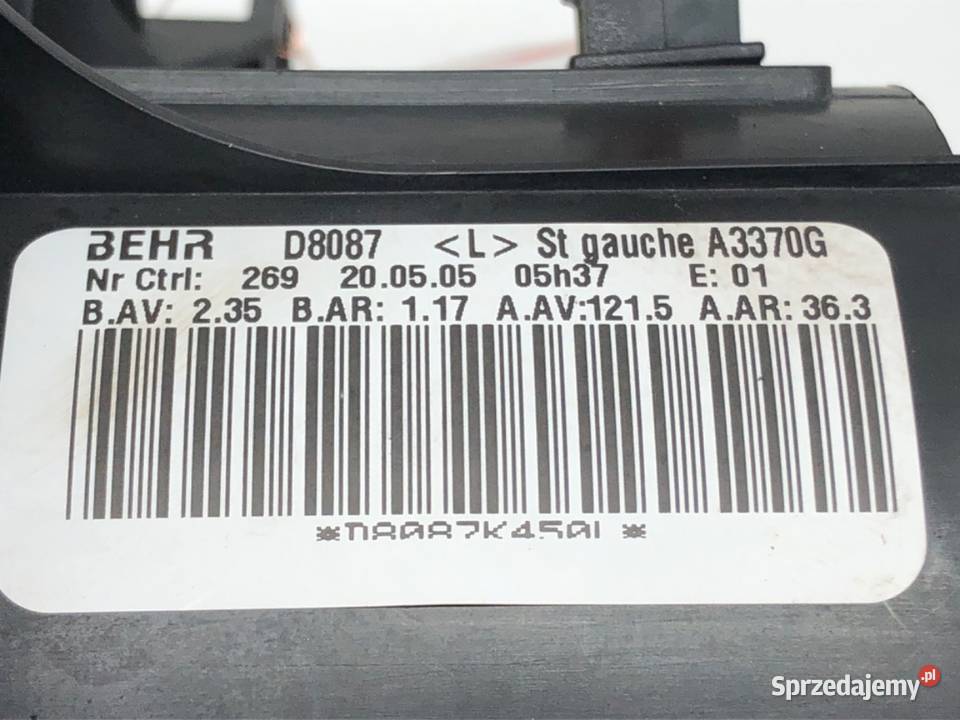 BEHR D8087 <L> St gauche A3370G
Nr Ctrl: 269 20.05.05 05h37 E: 01
B.AV: 2.35 B.AR: 1.17 A.AV:121.5 A.AR: 36.3
*D8087K450L*
Sprzedajemy.pl